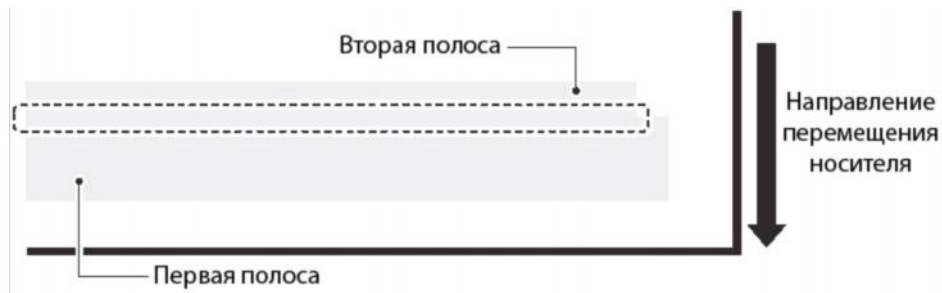 Вторая полоса
Направление
перемещения
носителя
Первая полоса